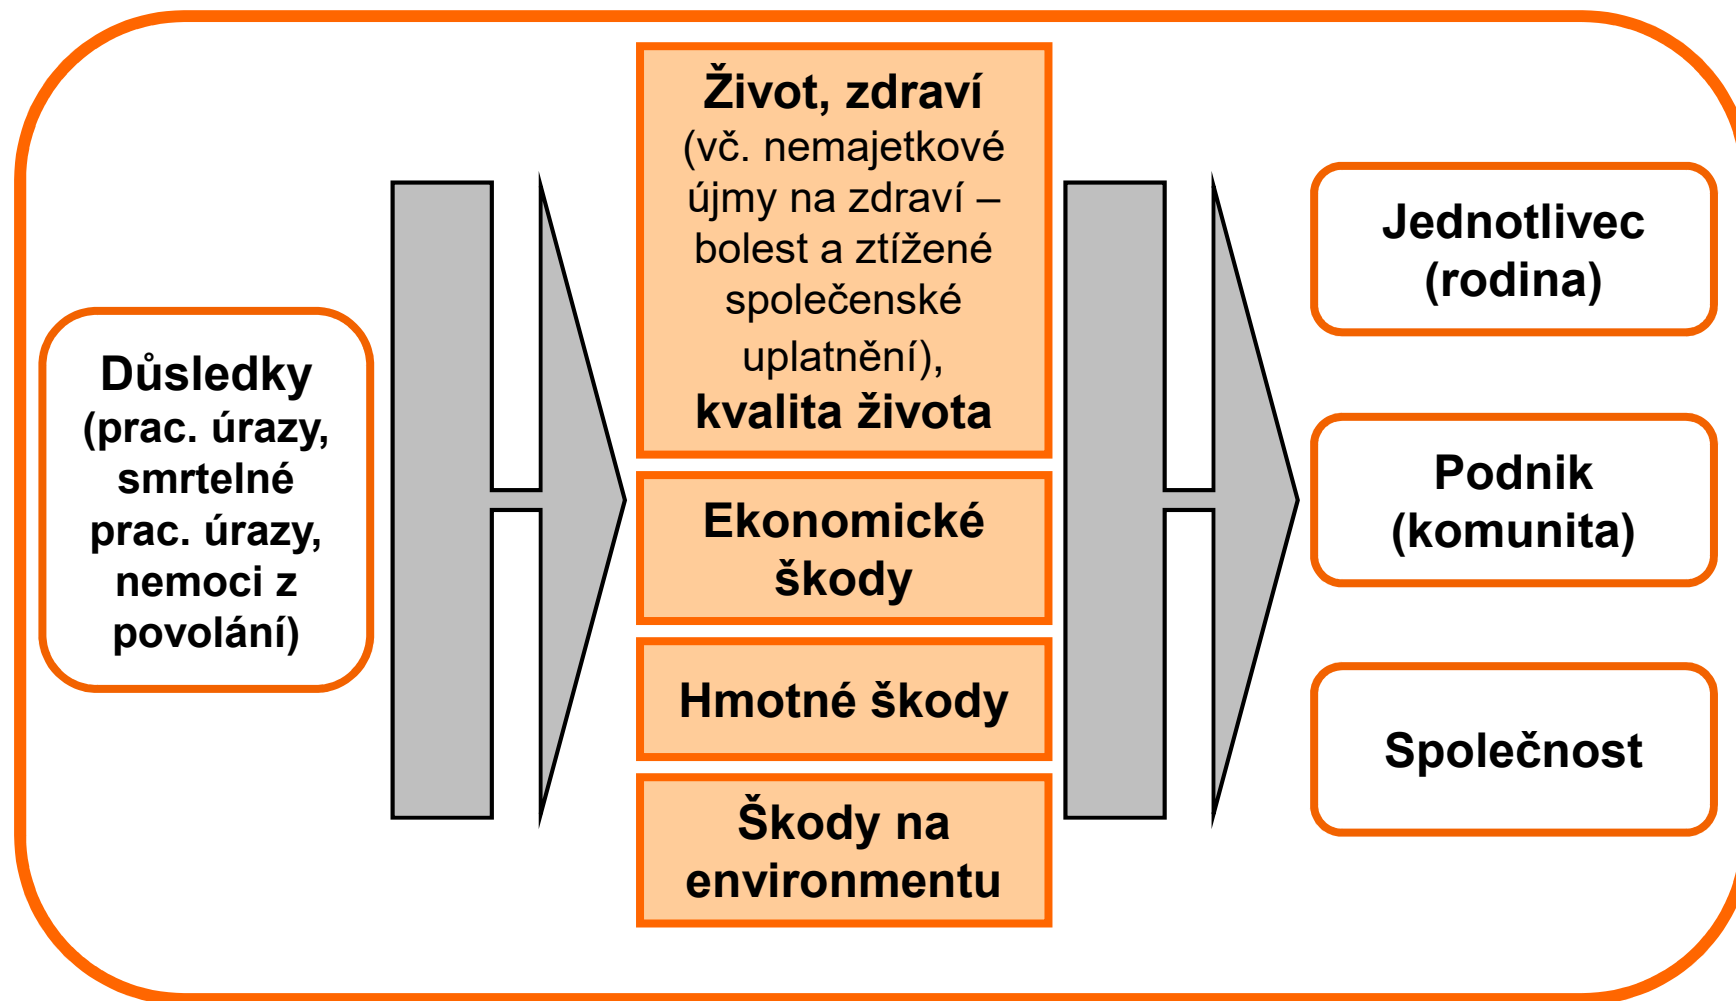 Důsledky
(prac. úrazy,
smrtelné
prac. úrazy,
nemoci z
povolání)
Život, zdraví
(vč. nemajetkové
újmy na zdraví –
bolest a ztížené
společenské
uplatnění),
kvalita života
Ekonomické
škody
Hmotné škody
Škody na
environmentu
Jednotlivec
(rodina)
Podnik
(komunita)
Společnost